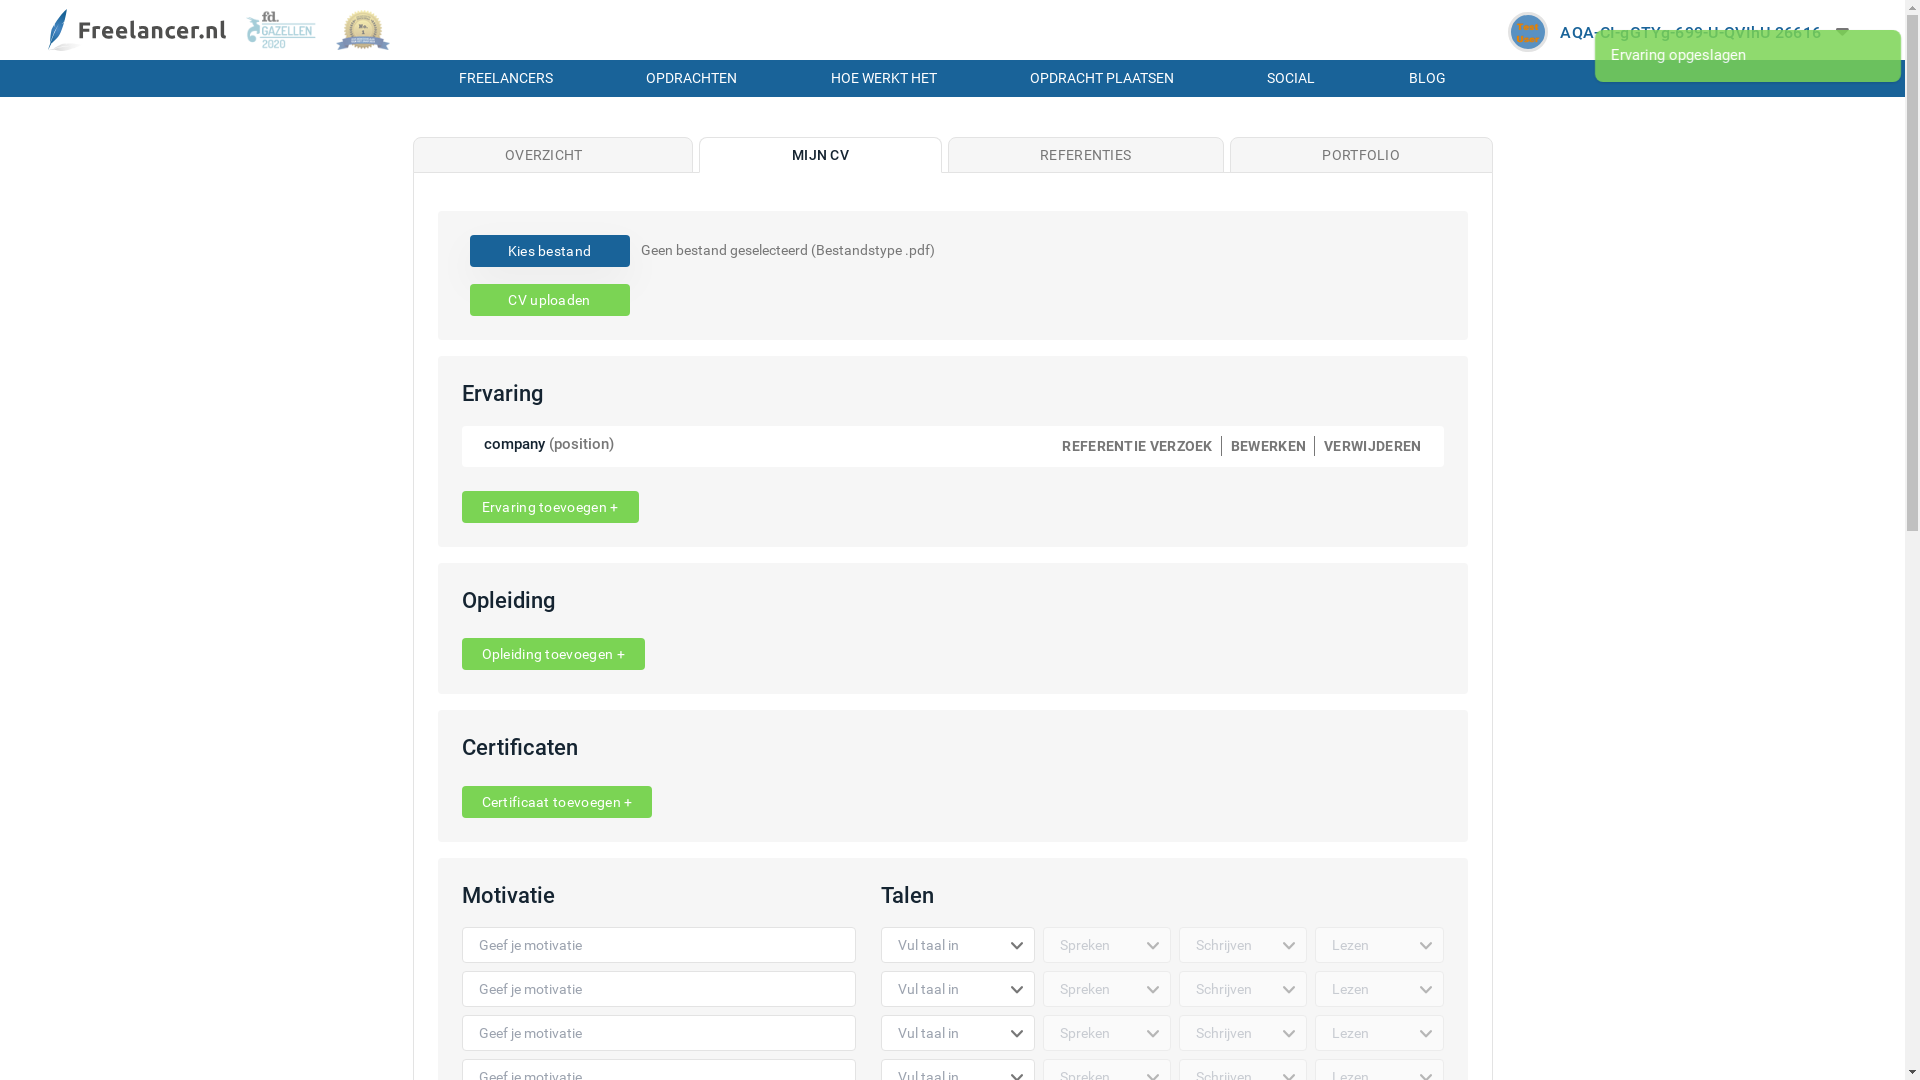 Freelancer.nl
fd.
GAZELLEN
2020
No.
1
Test
User
AQA-CI-gGTYg-699-U-QVIhU 26616
Ervaring opgeslagen
FREELANCERS
OPDRACHTEN
HOE WERKT HET
OPDRACHT PLAATSEN
SOCIAL
BLOG
OVERZICHT
MIJN CV
REFERENTIES
PORTFOLIO
Kies bestand
Geen bestand geselecteerd (Bestandstype .pdf)
CV uploaden
Ervaring
company (position)
REFERENTIE VERZOEK
BEWERKEN
VERWIJDEREN
Ervaring toevoegen +
Opleiding
Opleiding toevoegen +
Certificaten
Certificaat toevoegen +
Motivatie
Talen
Geef je motivatie
Vul taal in
Spreken
Schrijven
Lezen
Geef je motivatie
Vul taal in
Spreken
Schrijven
Lezen
Geef je motivatie
Vul taal in
Spreken
Schrijven
Lezen
Geef je motivatie
Vul taal in
Spreken
Schrijven
Lezen